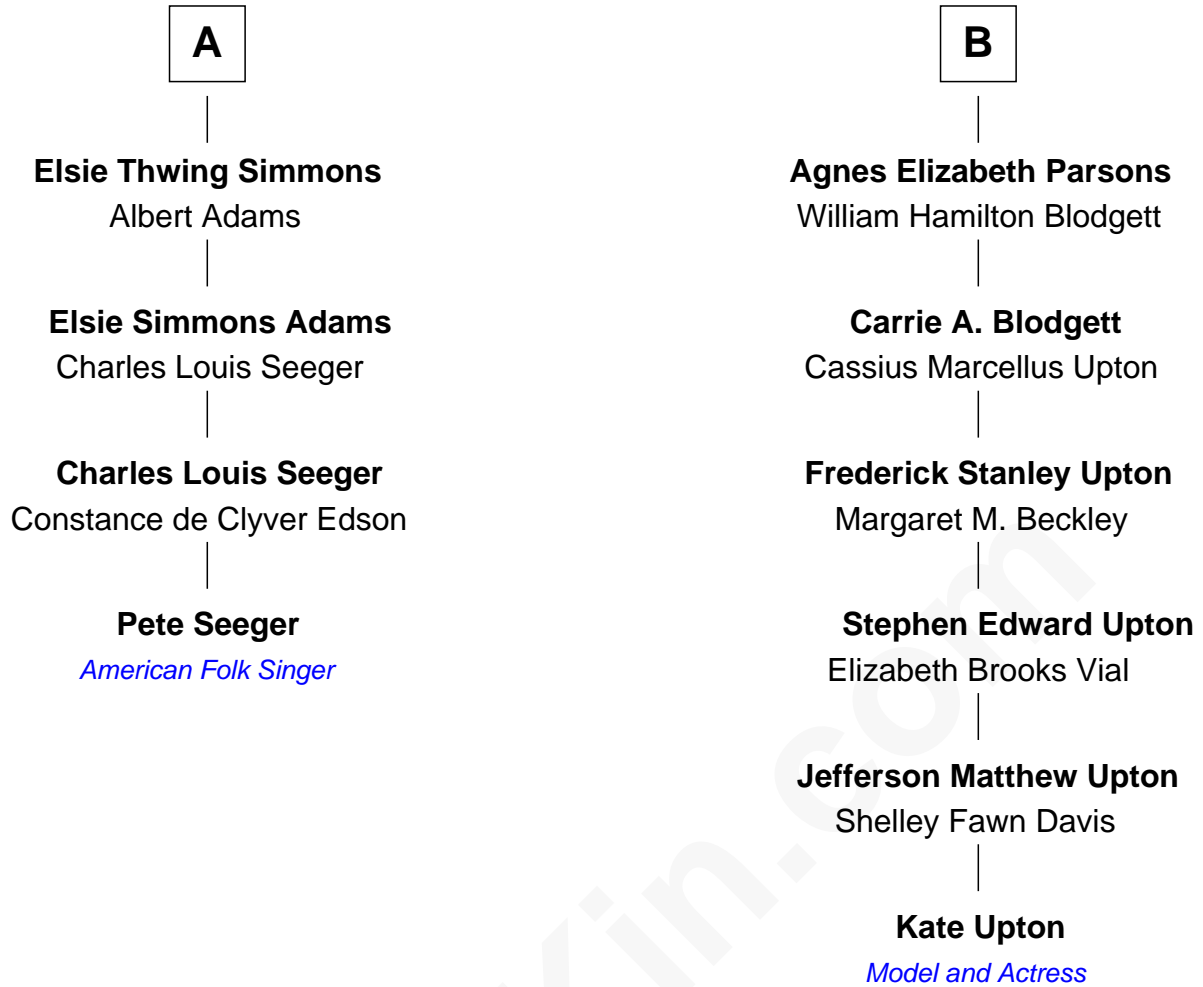 A
Elsie Thwing Simmons
Albert Adams
Elsie Simmons Adams
Charles Louis Seeger
Charles Louis Seeger
Constance de Clyver Edson
Pete Seeger
American Folk Singer
B
Agnes Elizabeth Parsons
William Hamilton Blodgett
Carrie A. Blodgett
Cassius Marcellus Upton
Frederick Stanley Upton
Margaret M. Beckley
Stephen Edward Upton
Elizabeth Brooks Vial
Jefferson Matthew Upton
Shelley Fawn Davis
Kate Upton
Model and Actress
Kin.com